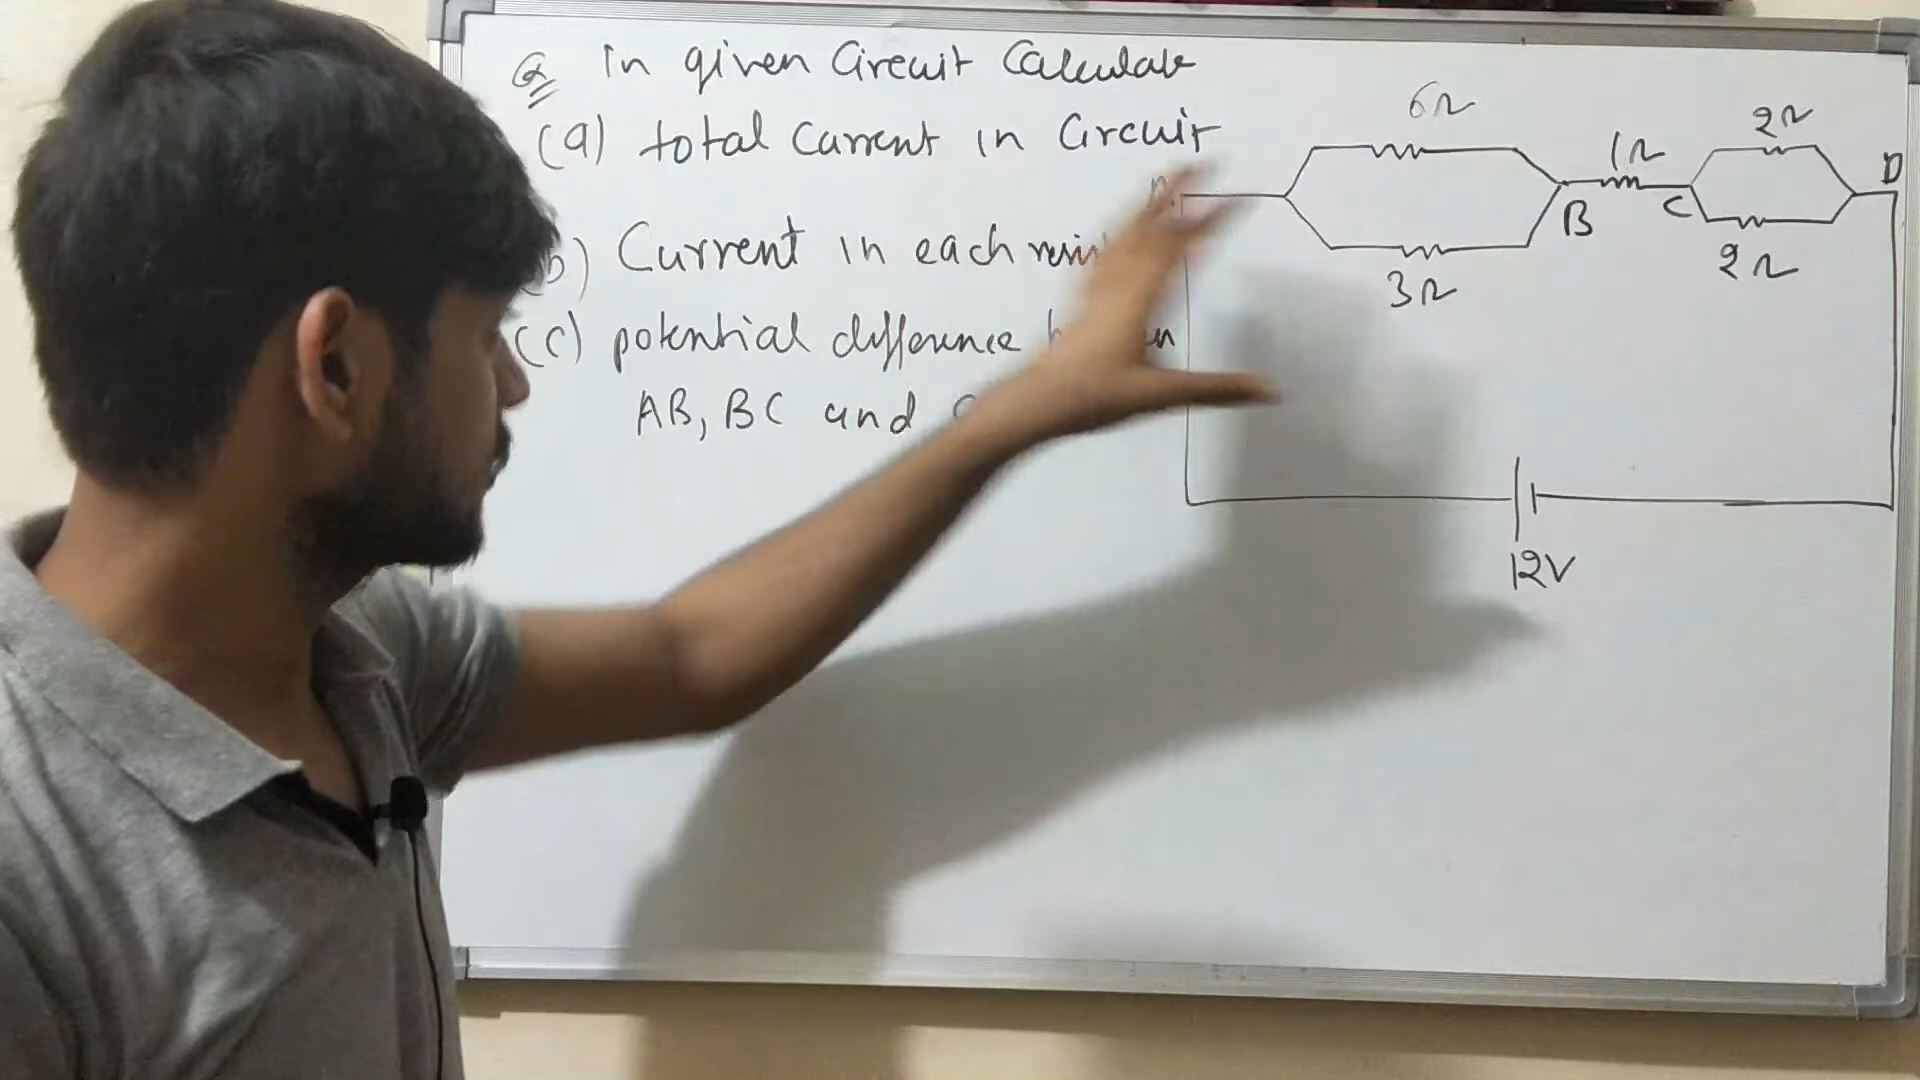 Q In given Circuit Calculate
(a) total Current in Circuit
b) Current in each
(c) potential difference
AB, BC and
6Ω
3Ω
B
1Ω
C
2Ω
2Ω
D
12V